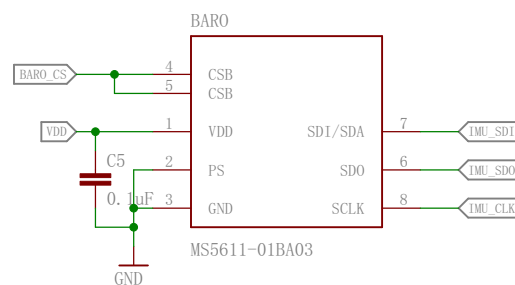 BARO
BARO_CS
4
CSB
5
CSB
VDD
1
VDD
SDI/SDA
7
IMU_SDI
C5
0.1uF
2
PS
SDO
6
IMU_SDO
3
GND
SCLK
8
IMU_CLK
MS5611-01BA03
GND